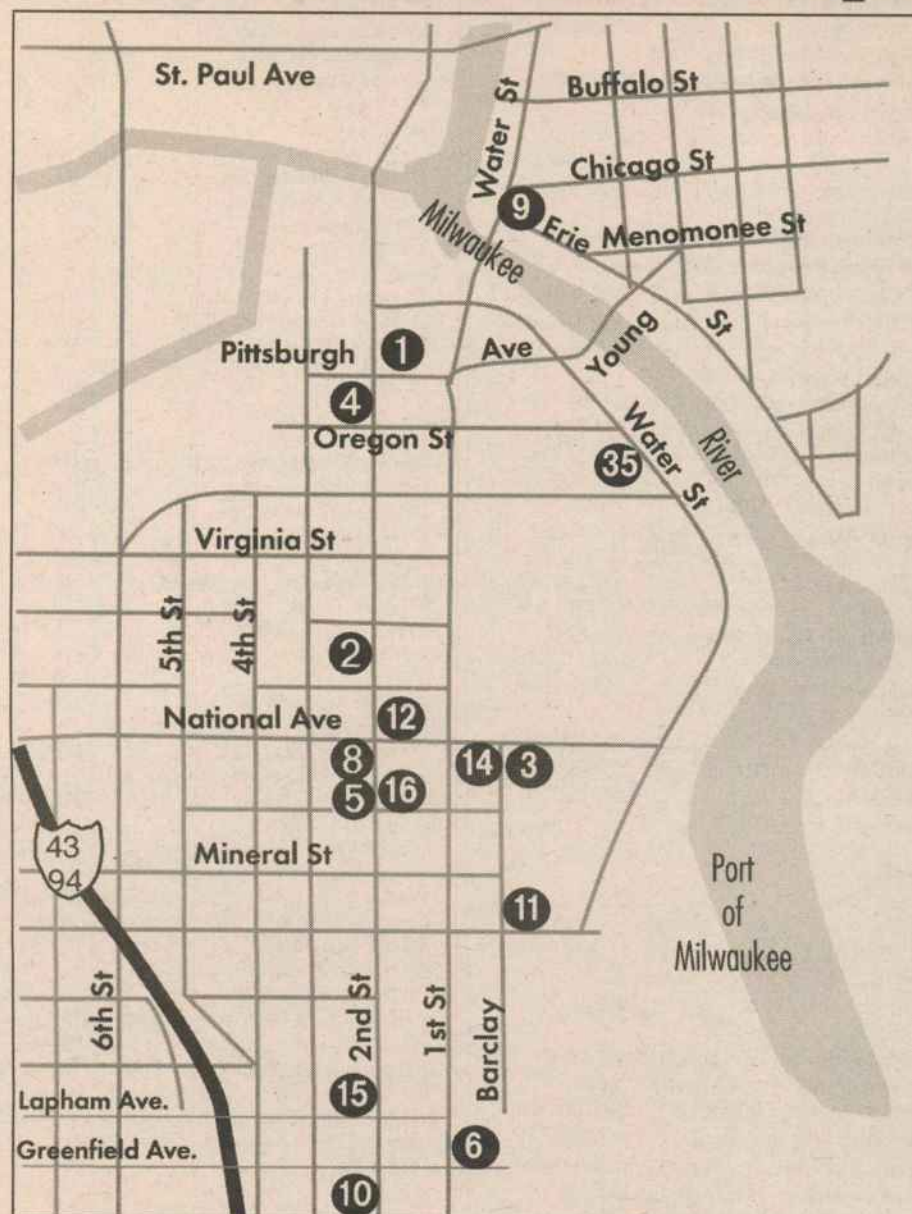 St. Paul Ave
Water St
Buffalo St
Chicago St
9
Erie
Menomonee St
Milwaukee
St
Pittsburgh
1
Ave
Young
4
Oregon St
Water St
River
35
Virginia St
5th St
4th St
2
National Ave
12
8
14
3
5
16
43
94
Mineral St
Port
of
Milwaukee
11
6th St
2nd St
1st St
Barclay
15
Lapham Ave.
Greenfield Ave.
6
10